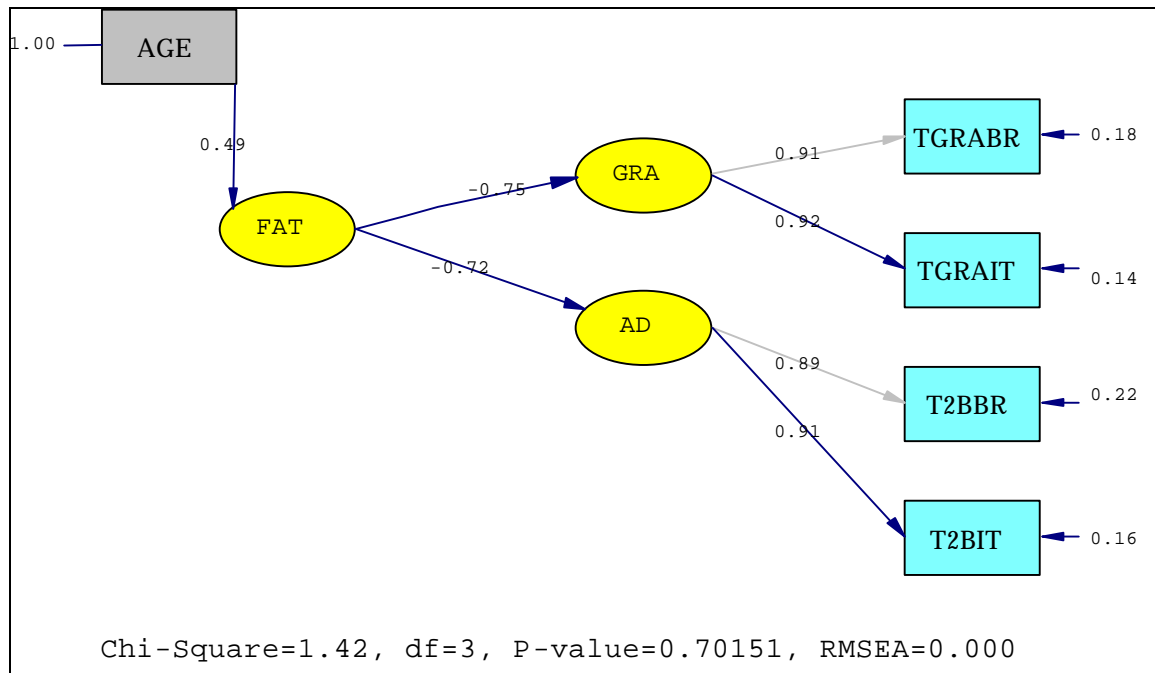 1.00
AGE
0.49
FAT
-0.75
-0.72
GRA
AD
0.91
0.92
0.89
0.91
TGRABR
0.18
TGRAIT
0.14
T2BBR
0.22
T2BIT
0.16
Chi-Square=1.42, df=3, P-value=0.70151, RMSEA=0.000